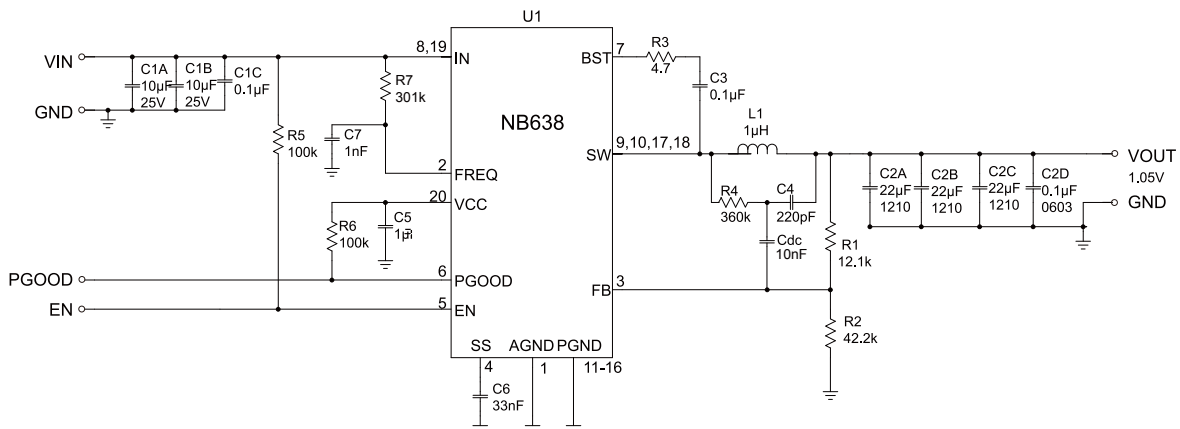 U1
NB638
VIN
GND
C1A
10µF
25V
C1B
10µF
25V
C1C
0.1µF
R5
100k
R7
301k
C7
1nF
R6
100k
C5
PGOOD
EN
8,19
IN
2
FREQ
20
VCC
6
PGOOD
5
EN
SS
4
AGND
1
PGND
11-16
C6
33nF
BST
7
R3
4.7
C3
0.1µF
SW
9,10,17,18
L1
1µH
R4
360k
C4
220pF
Cdc
10nF
FB
3
R1
12.1k
R2
42.2k
C2A
22µF
1210
C2B
22µF
1210
C2C
22µF
1210
C2D
0.1µF
0603
VOUT
1.05V
GND